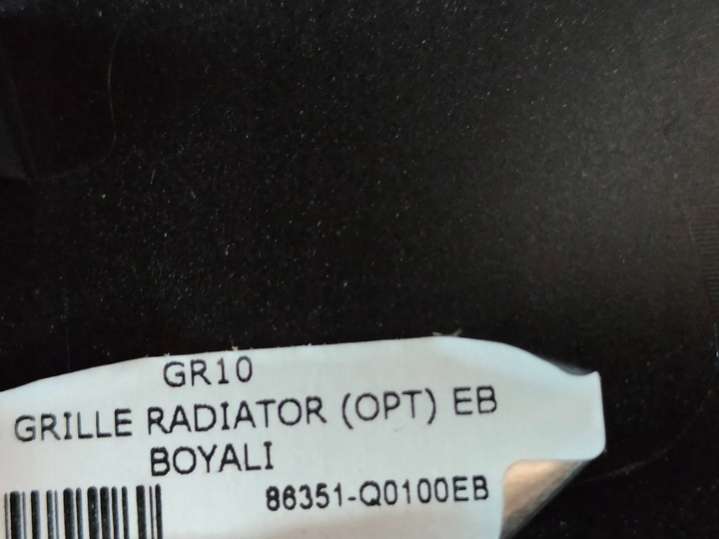 GR10
GRILLE RADIATOR (OPT) EB
BOYALI
86351-Q0100EB